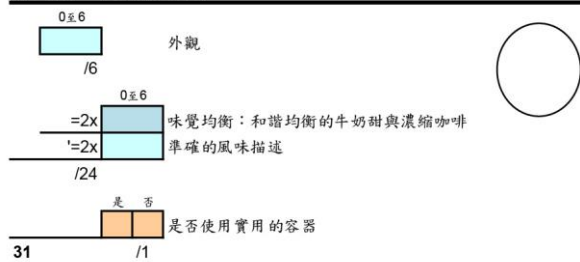 0至6
外觀
/6
0至6
=2x 味覺均衡：和諧均衡的牛奶甜與濃縮咖啡
'=2x 準確的風味描述
/24
是 否
是否使用實用的容器
31 /1